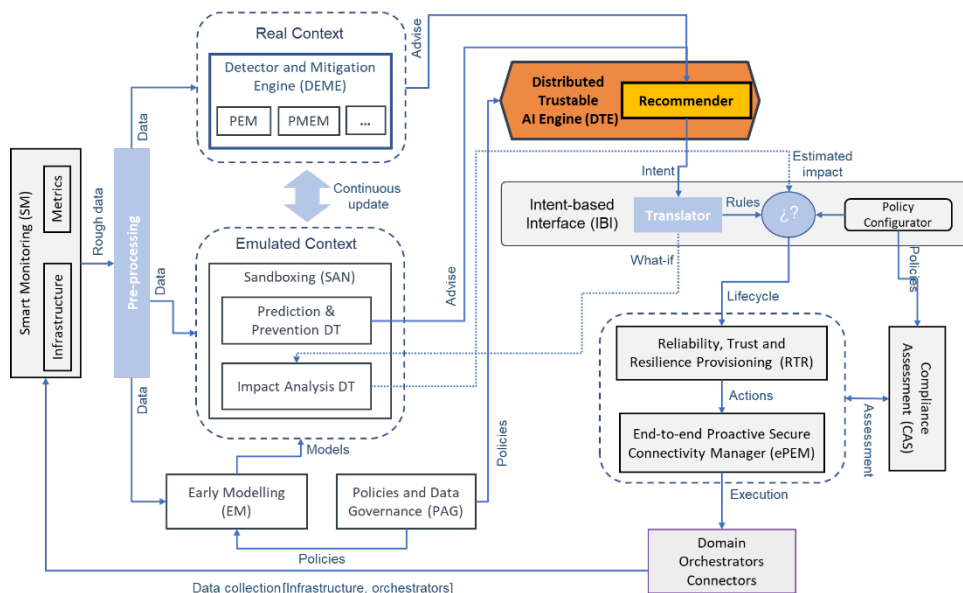 Real Context
Detector and Mitigation
Engine (DEME)
PEM
PMEM
...
Advise
Distributed
Trustable
AI Engine (DTE)
Recommender
Data
Smart Monitoring (SM)
Metrics
Infrastructure
Rough data
Pre-processing
Continuous
update
Intent
Estimated
impact
Intent-based
Interface (IBI)
Translator
Rules
¿?
Policy
Configurator
What-if
Policies
Data
Emulated Context
Sandboxing (SAN)
Prediction &
Prevention DT
Impact Analysis DT
Advise
Lifecycle
Reliability, Trust and
Resilience Provisioning (RTR)
Actions
End-to-end Proactive Secure
Connectivity Manager (ePEM)
Compliance
Assessment (CAS)
Assessment
Data
Models
Policies
Early Modelling
(EM)
Policies and Data
Governance (PAG)
Policies
Execution
Domain
Orchestrators
Connectors
Data collection[Infrastructure, orchestrators]